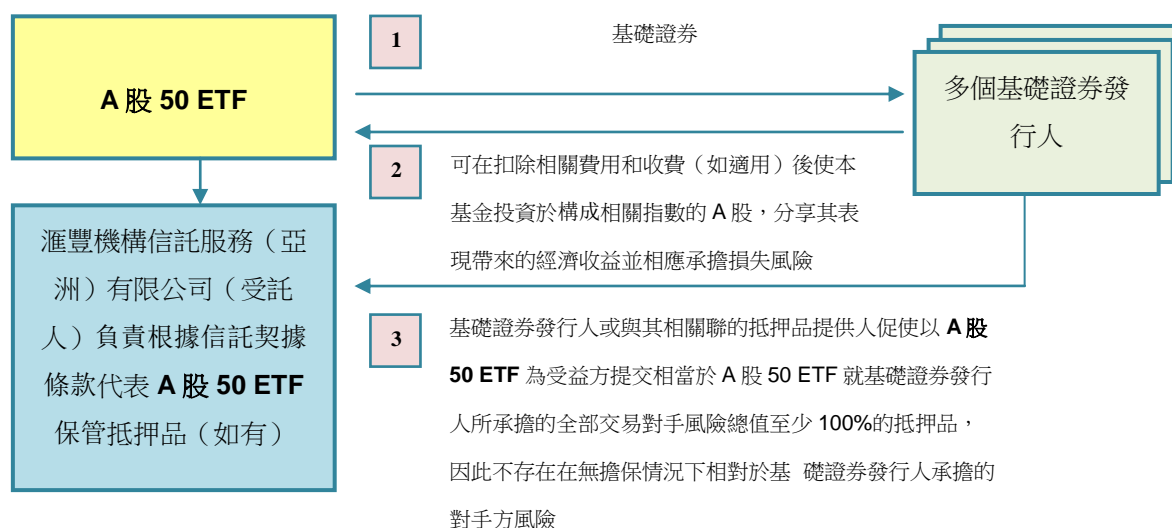 1
基礎證券
A 股 50 ETF
多個基礎證券發
行人
2
可在扣除相關費用和收費（如適用）後使本
基金投資於構成相關指數的 A 股，分享其表
現帶來的經濟收益並相應承擔損失風險
滙豐機構信託服務（亞
洲）有限公司（受託
人）負責根據信託契據
條款代表 A 股 50 ETF
保管抵押品（如有）
3
基礎證券發行人或與其相關聯的抵押品提供人促使以 A 股
50 ETF 為受益方提交相當於 A 股 50 ETF 就基礎證券發行
人所承擔的全部交易對手風險總值至少 100%的抵押品，
因此不存在在無擔保情況下相對於基 礎證券發行人承擔的
對手方風險